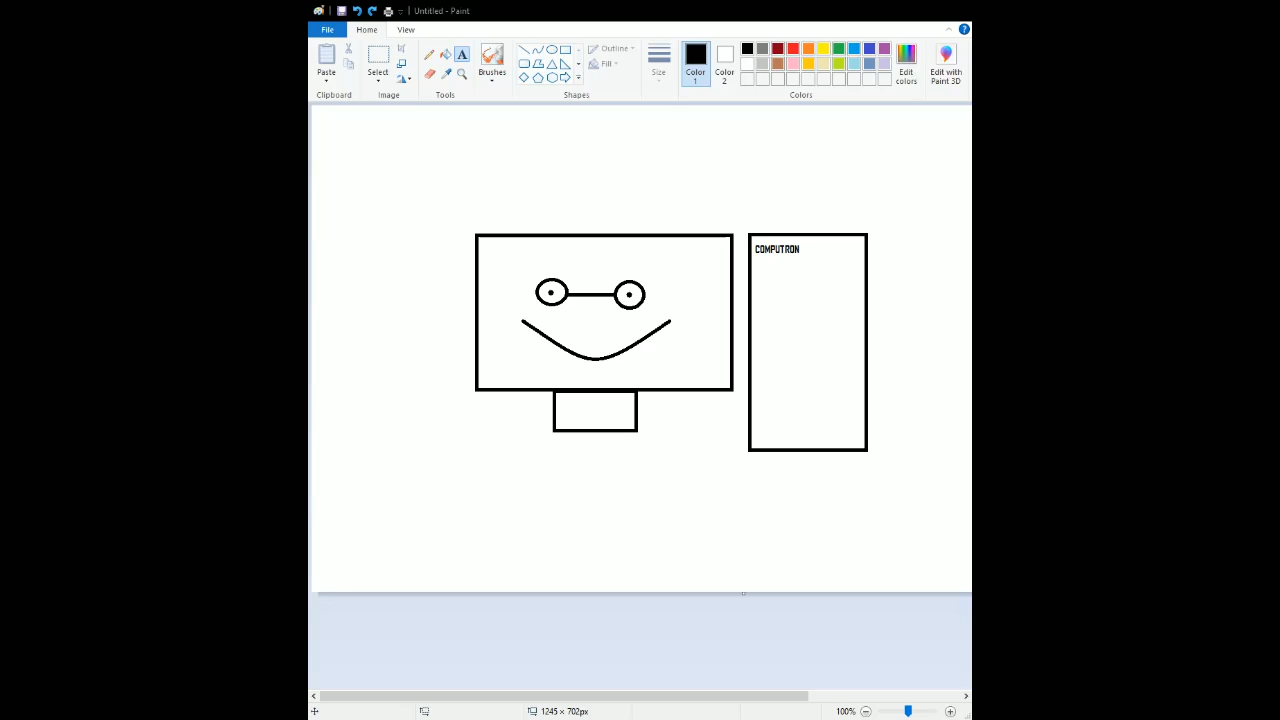 Untitled - Paint
File Home View
Paste
Select
Brushes
Outline
Fill
Size
Color 1
Color 2
Edit colors
Edit with Paint 3D
Clipboard
Image
Tools
Shapes
Colors
COMPUTRON
1245 × 702px
100%